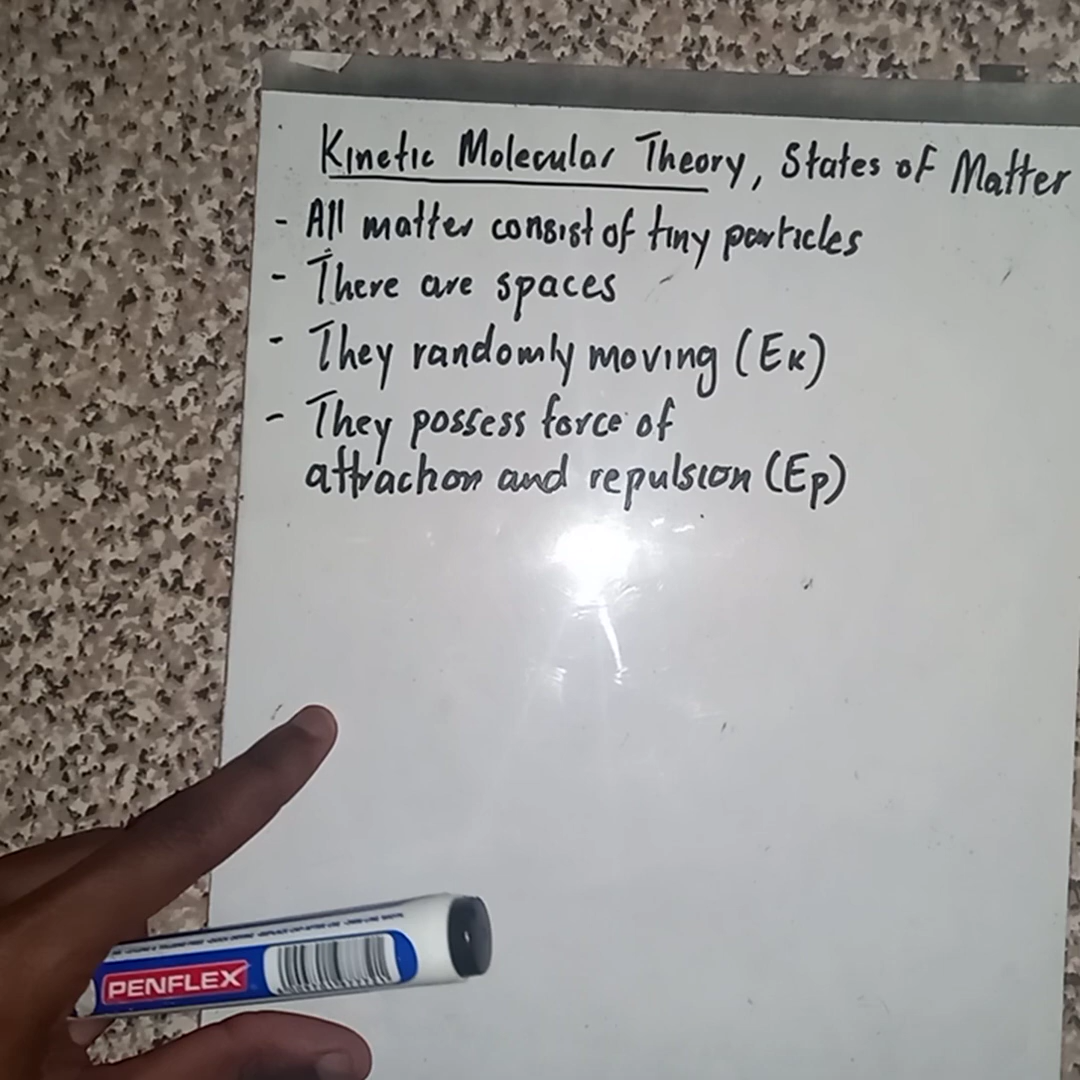 Kinetic Molecular Theory, States of Matter
- All matter consist of tiny particles
- There are spaces
- They randomly moving (Ek)
- They possess force of
attraction and repulsion (Ep)
PENFLEX